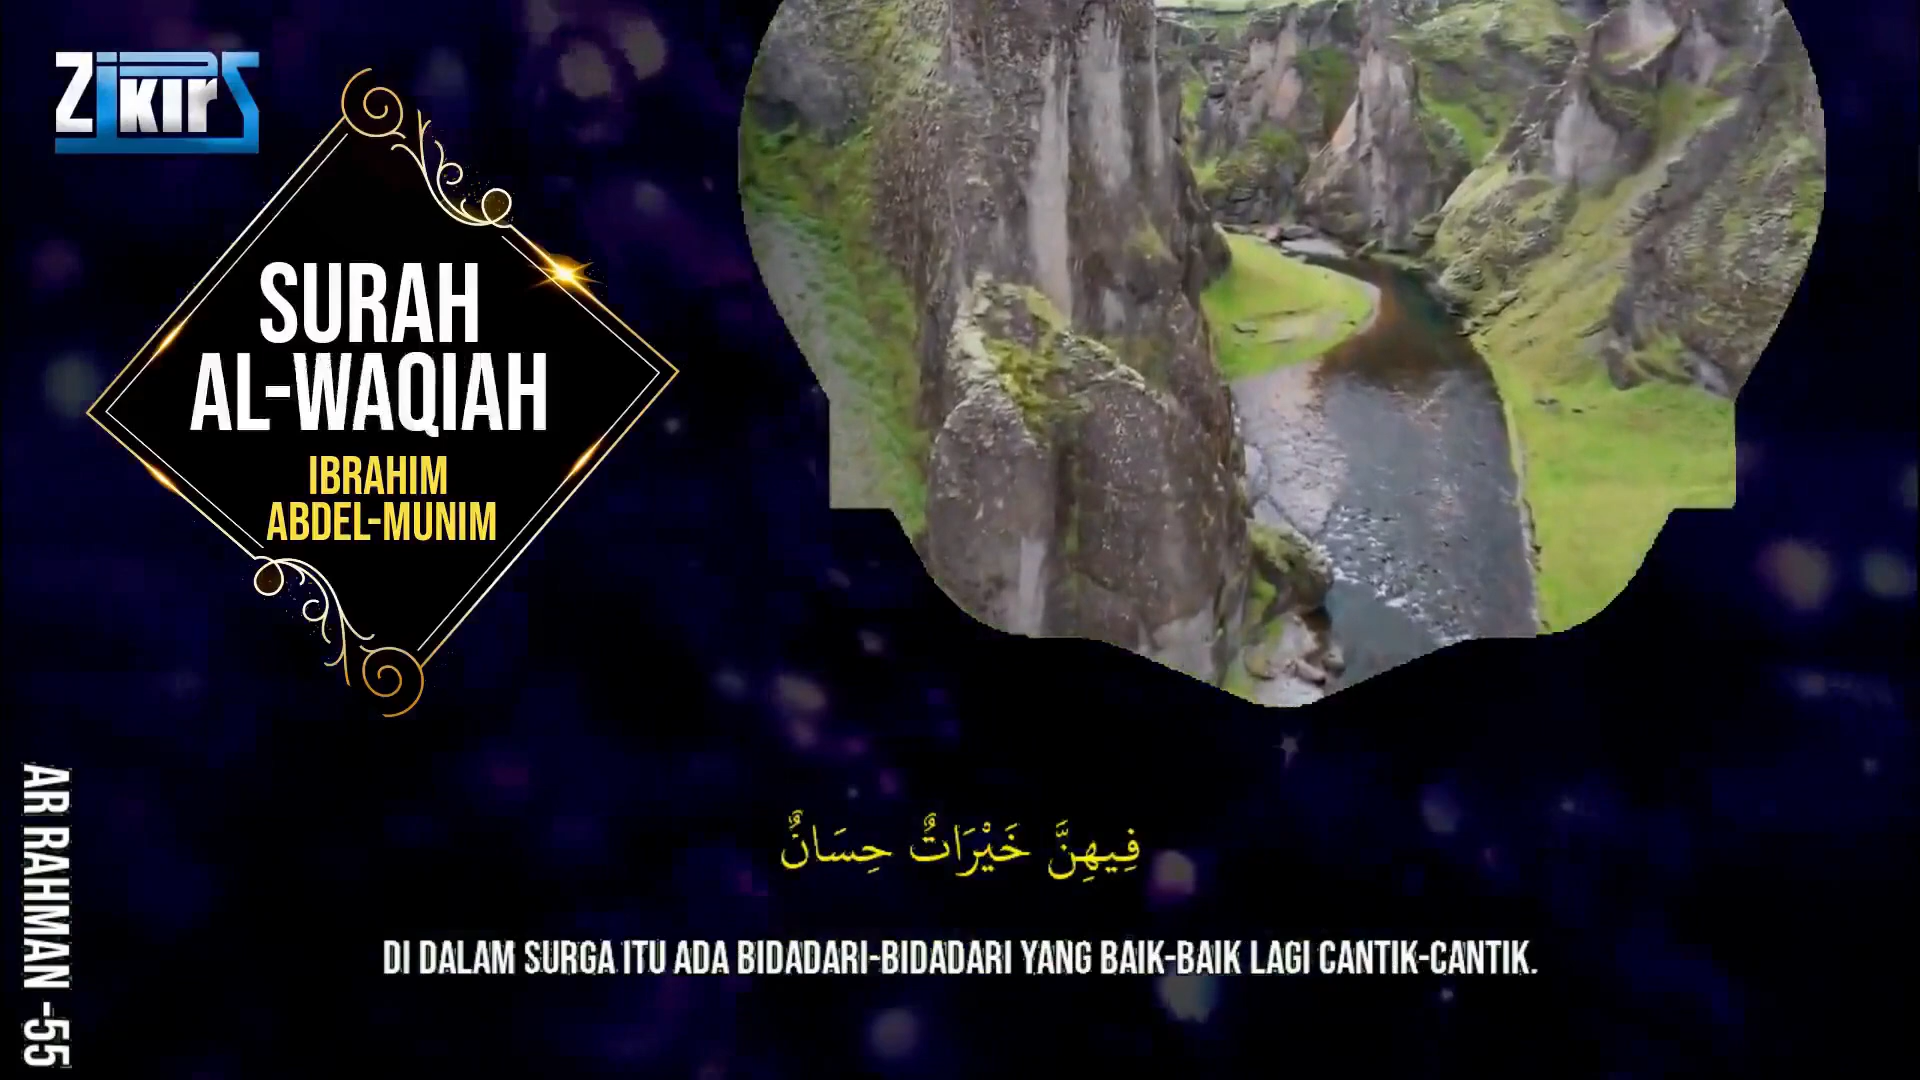 ZikirS
SURAH
AL-WAQIAH
IBRAHIM
ABDEL-MUNIM
فِيهِنَّ خَيْرَاتٌ حِسَانٌ
DI DALAM SURGA ITU ADA BIDADARI-BIDADARI YANG BAIK-BAIK LAGI CANTIK-CANTIK.
AR RAHMAN -55